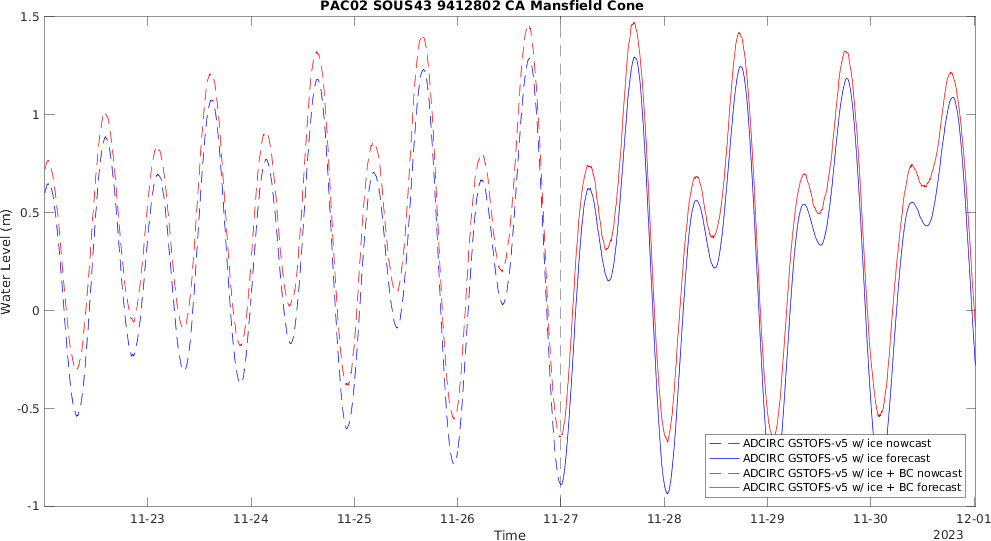 PAC02 SOUS43 9412802 CA Mansfield Cone
1.5
1
0.5
0
-0.5
-1
Water Level (m)
ADCIRC GSTOFS-v5 w/ ice nowcast
ADCIRC GSTOFS-v5 w/ ice forecast
ADCIRC GSTOFS-v5 w/ ice + BC nowcast
ADCIRC GSTOFS-v5 w/ ice + BC forecast
11-23 11-24 11-25 11-26 11-27 11-28 11-29 11-30 12-01
Time
2023